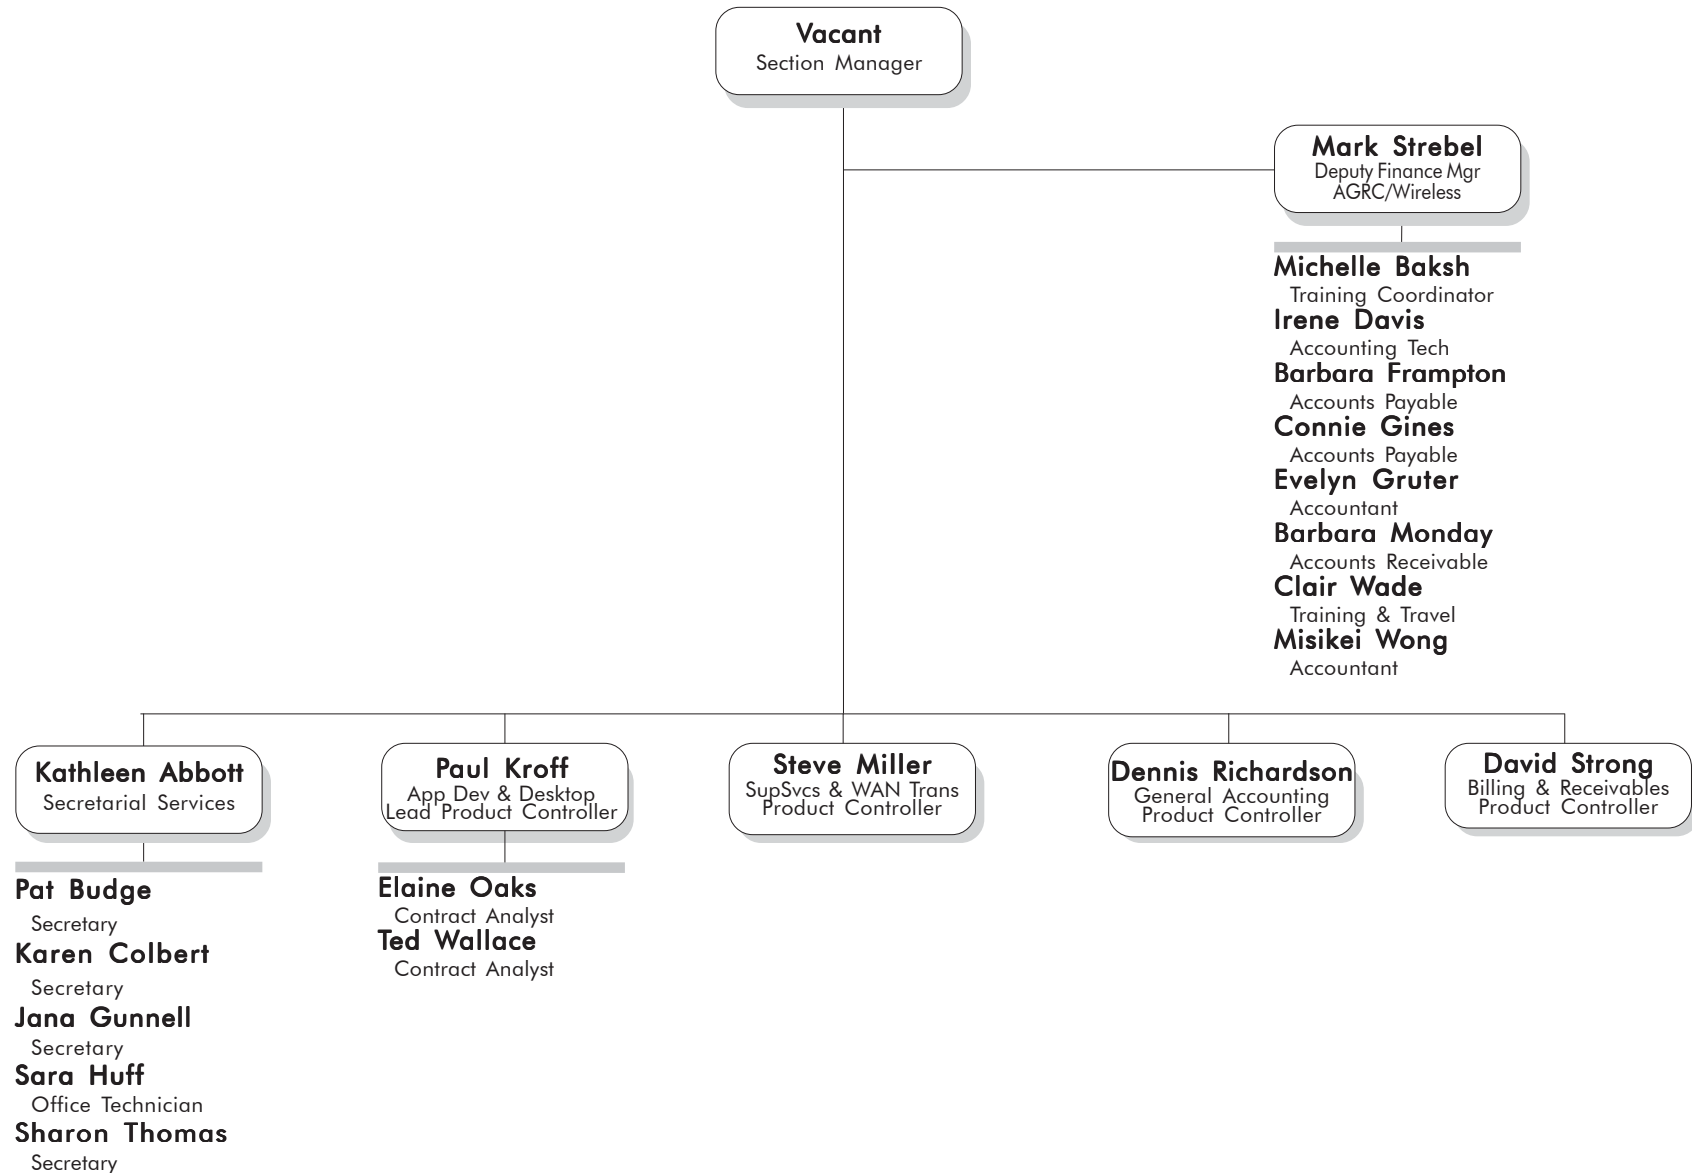 Vacant
Section Manager
Mark Strebel
Deputy Finance Mgr
AGRC/Wireless
Michelle Baksh
Training Coordinator
Irene Davis
Accounting Tech
Barbara Frampton
Accounts Payable
Connie Gines
Accounts Payable
Evelyn Gruter
Accountant
Barbara Monday
Accounts Receivable
Clair Wade
Training & Travel
Misikei Wong
Accountant
Kathleen Abbott
Secretarial Services
Pat Budge
Secretary
Karen Colbert
Secretary
Jana Gunnell
Secretary
Sara Huff
Office Technician
Sharon Thomas
Secretary
Paul Kroff
App Dev & Desktop
Lead Product Controller
Elaine Oaks
Contract Analyst
Ted Wallace
Contract Analyst
Steve Miller
SupSvcs & WAN Trans
Product Controller
Dennis Richardson
General Accounting
Product Controller
David Strong
Billing & Receivables
Product Controller